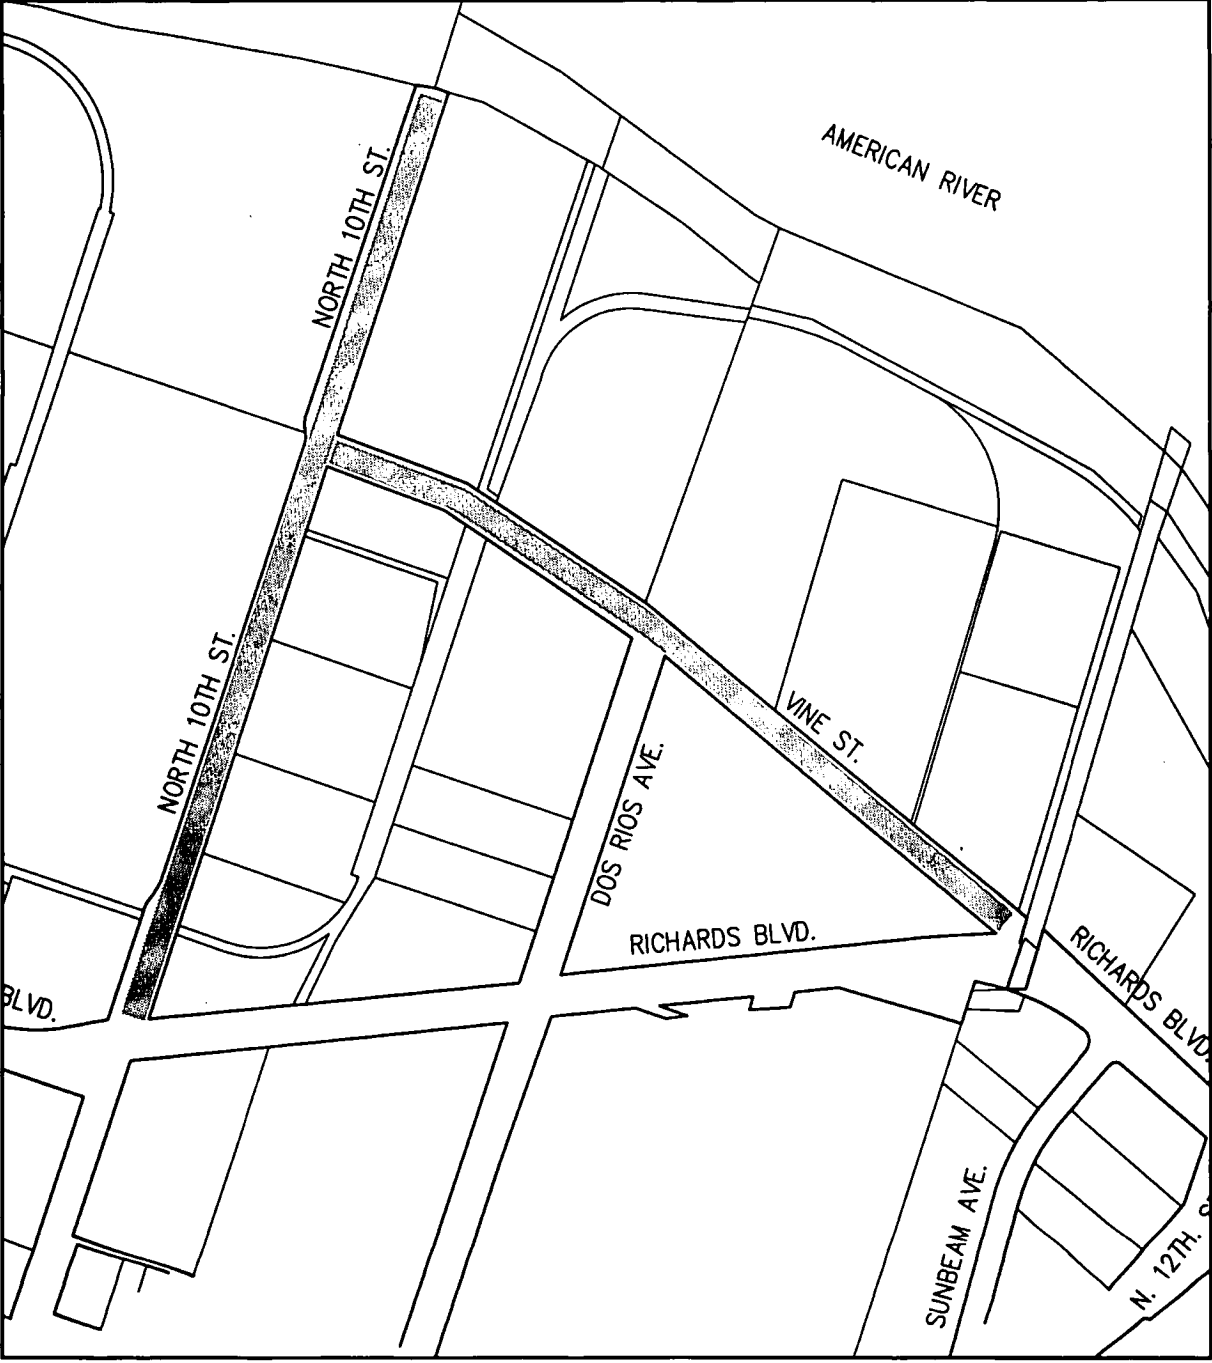 AMERICAN RIVER
NORTH 10TH ST.
NORTH 10TH ST.
VINE ST.
DOS RIOS AVE.
RICHARDS BLVD.
RICHARDS BLVD.
BLVD.
SUNBEAM AVE.
N. 12TH. S